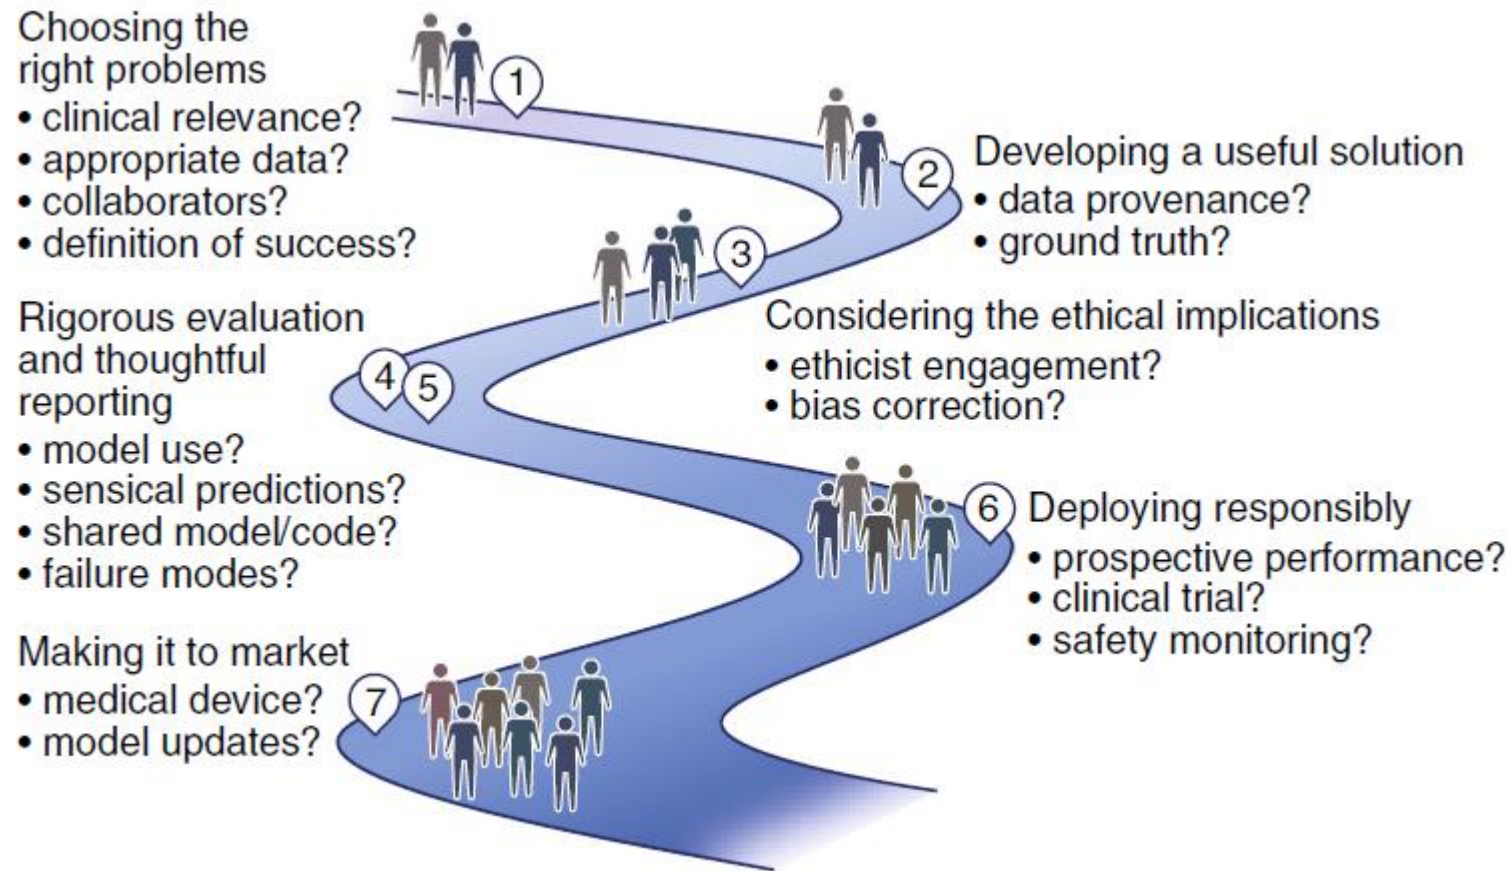 Choosing the
right problems
• clinical relevance?
• appropriate data?
• collaborators?
• definition of success?
1
2
Developing a useful solution
• data provenance?
• ground truth?
3
Considering the ethical implications
• ethicist engagement?
• bias correction?
Rigorous evaluation
and thoughtful
reporting
• model use?
• sensical predictions?
• shared model/code?
• failure modes?
4
5
6
Deploying responsibly
• prospective performance?
• clinical trial?
• safety monitoring?
Making it to market
• medical device?
• model updates?
7